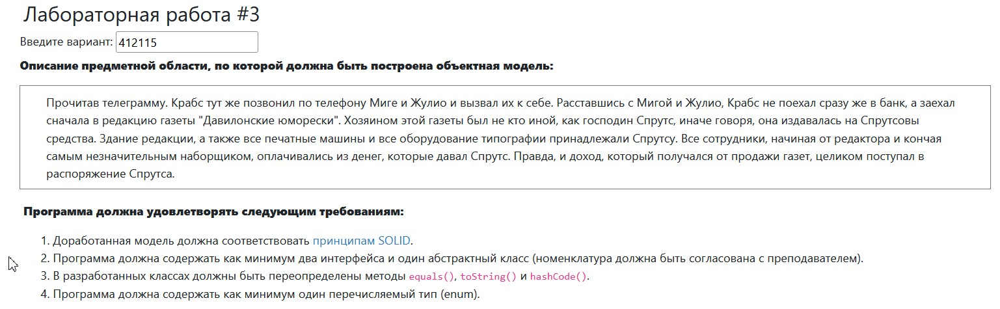 Лабораторная работа #3
Введите вариант: 412115
Описание предметной области, по которой должна быть построена объектная модель:
Прочитав телеграмму. Крабс тут же позвонил по телефону Миге и Жулио и вызвал их к себе. Расставшись с Мигой и Жулио, Крабс не поехал сразу же в банк, а заехал
сначала в редакцию газеты "Давилонские юморески". Хозяином этой газеты был не кто иной, как господин Спрутс, иначе говоря, она издавалась на Спрутсовы
средства. Здание редакции, а также все печатные машины и все оборудование типографии принадлежали Спрутсу. Все сотрудники, начиная от редактора и кончая
самым незначительным наборщиком, оплачивались из денег, которые давал Спрутс. Правда, и доход, который получался от продажи газет, целиком поступал в
распоряжение Спрутса.
Программа должна удовлетворять следующим требованиям:
1. Доработанная модель должна соответствовать принципам SOLID.
2. Программа должна содержать как минимум два интерфейса и один абстрактный класс (номенклатура должна быть согласована с преподавателем).
3. В разработанных классах должны быть переопределены методы equals(), toString() и hashCode().
4. Программа должна содержать как минимум один перечисляемый тип (enum).